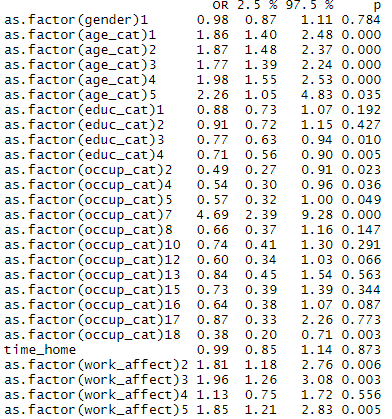 OR 2.5 % 97.5 % p
as.factor(gender)1 0.98 0.87 1.11 0.784
as.factor(age_cat)1 1.86 1.40 2.48 0.000
as.factor(age_cat)2 1.87 1.48 2.37 0.000
as.factor(age_cat)3 1.77 1.39 2.24 0.000
as.factor(age_cat)4 1.98 1.55 2.53 0.000
as.factor(age_cat)5 2.26 1.05 4.83 0.035
as.factor(educ_cat)1 0.88 0.73 1.07 0.192
as.factor(educ_cat)2 0.91 0.72 1.15 0.427
as.factor(educ_cat)3 0.77 0.63 0.94 0.010
as.factor(educ_cat)4 0.71 0.56 0.90 0.005
as.factor(occup_cat)2 0.49 0.27 0.91 0.023
as.factor(occup_cat)4 0.54 0.30 0.96 0.036
as.factor(occup_cat)5 0.57 0.32 1.00 0.049
as.factor(occup_cat)7 4.69 2.39 9.28 0.000
as.factor(occup_cat)8 0.66 0.37 1.16 0.147
as.factor(occup_cat)10 0.74 0.41 1.30 0.291
as.factor(occup_cat)12 0.60 0.34 1.03 0.066
as.factor(occup_cat)13 0.84 0.45 1.54 0.563
as.factor(occup_cat)15 0.73 0.39 1.39 0.344
as.factor(occup_cat)16 0.64 0.38 1.07 0.087
as.factor(occup_cat)17 0.87 0.33 2.26 0.773
as.factor(occup_cat)18 0.38 0.20 0.71 0.003
time_home 0.99 0.85 1.14 0.873
as.factor(work_affect)2 1.81 1.18 2.76 0.006
as.factor(work_affect)3 1.96 1.26 3.08 0.003
as.factor(work_affect)4 1.13 0.75 1.72 0.556
as.factor(work_affect)5 1.85 1.21 2.83 0.005